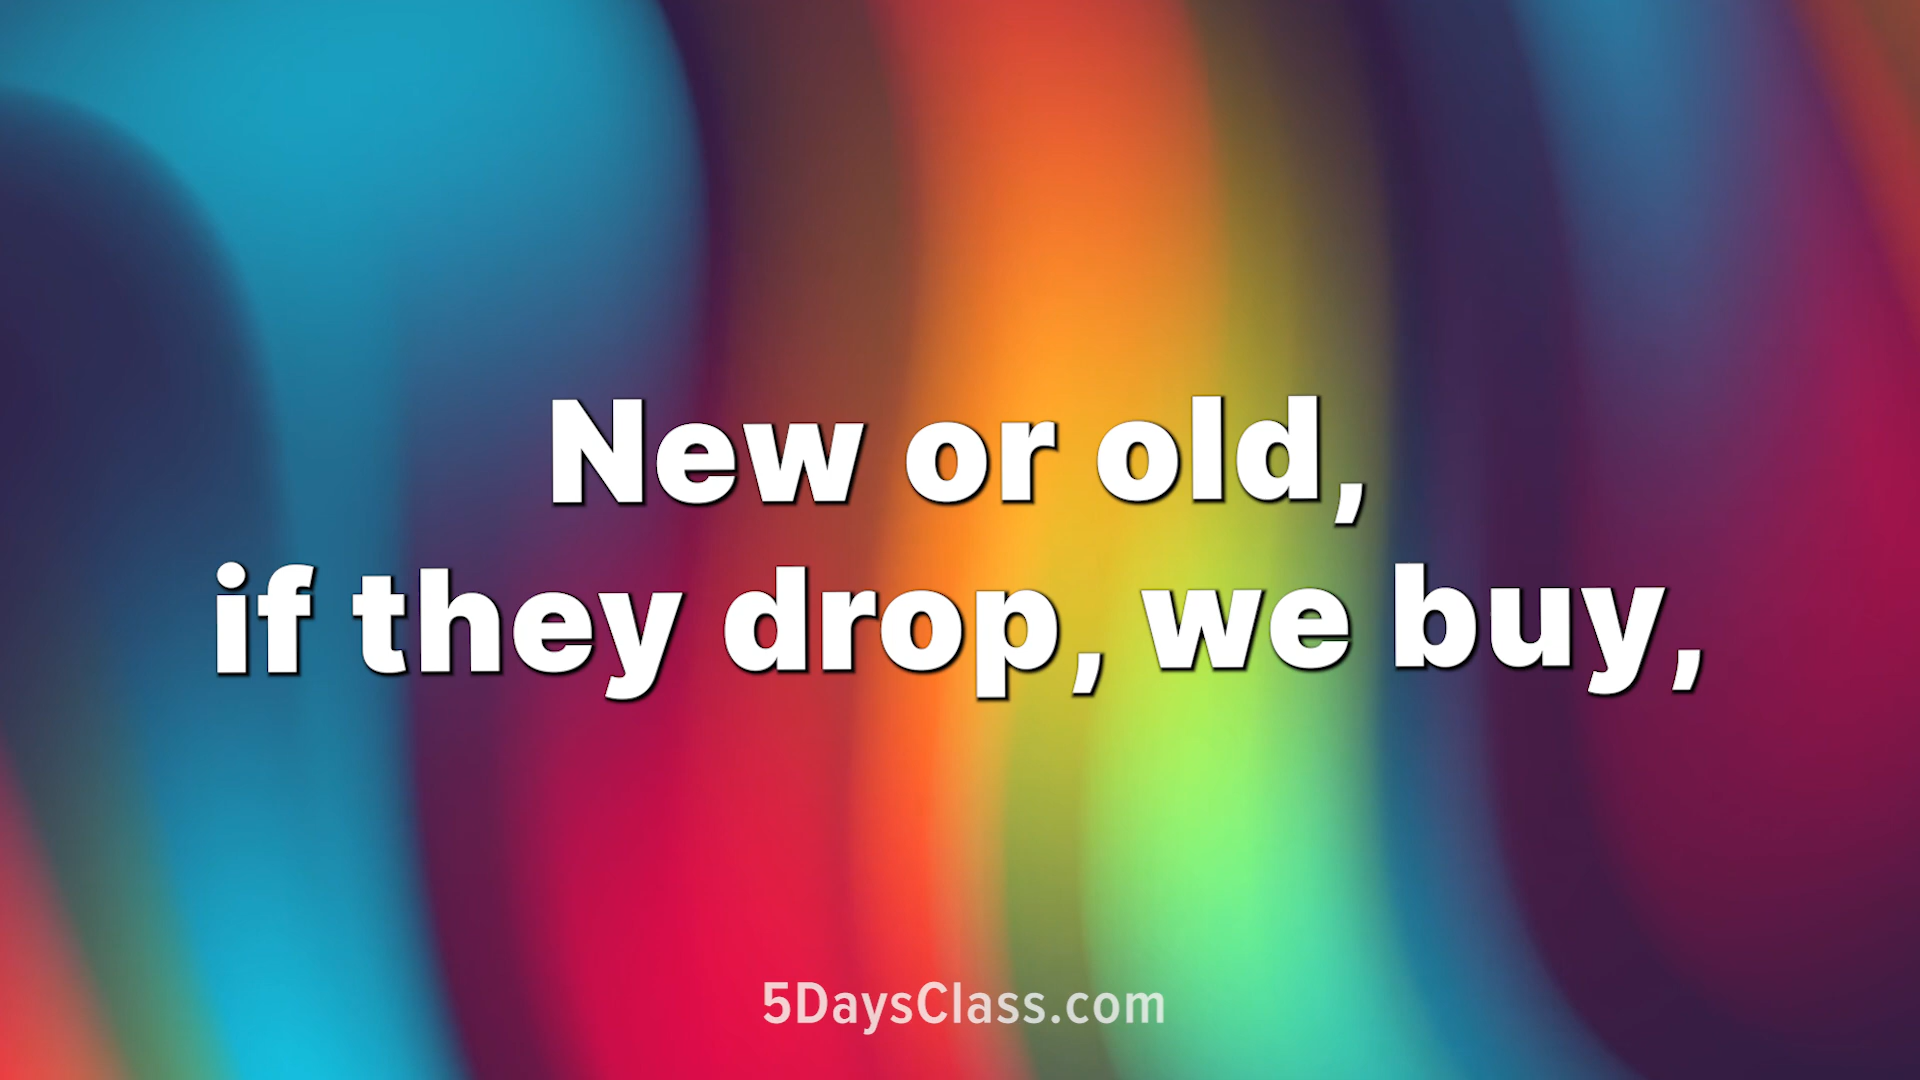 New or old,
if they drop, we buy,
5DaysClass.com